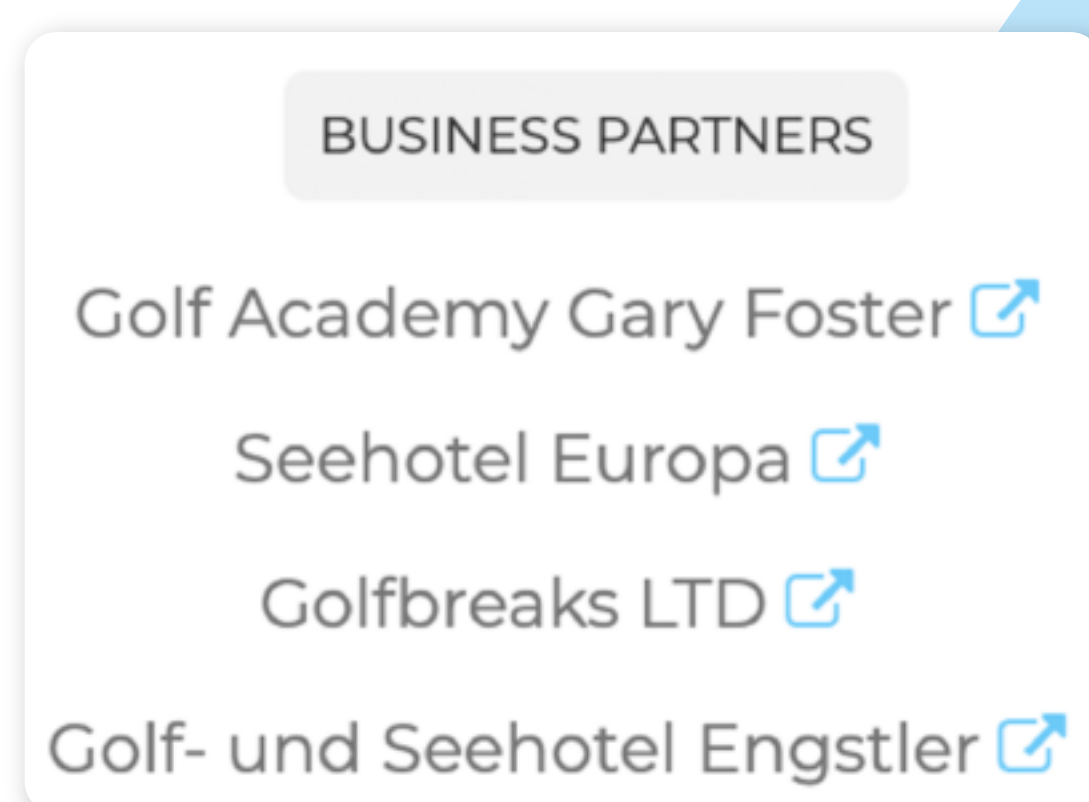 BUSINESS PARTNERS
Golf Academy Gary Foster
Seehotel Europa
Golfbreaks LTD
Golf- und Seehotel Engstler